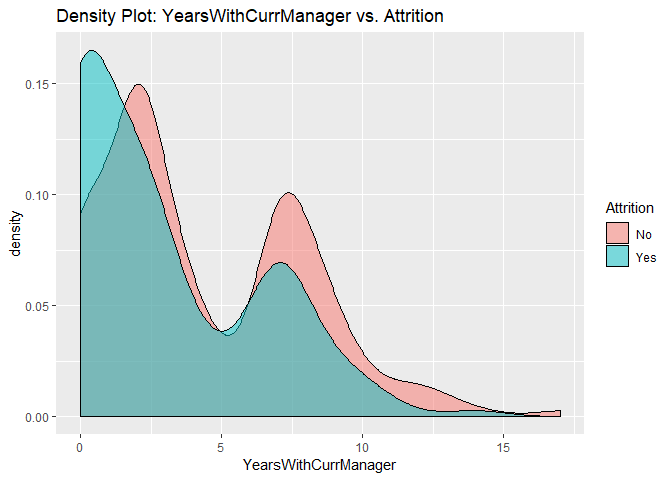 Density Plot: YearsWithCurrManager vs. Attrition
0.15
0.10
0.05
0.00
density
0 5 10 15
YearsWithCurrManager
Attrition
No
Yes